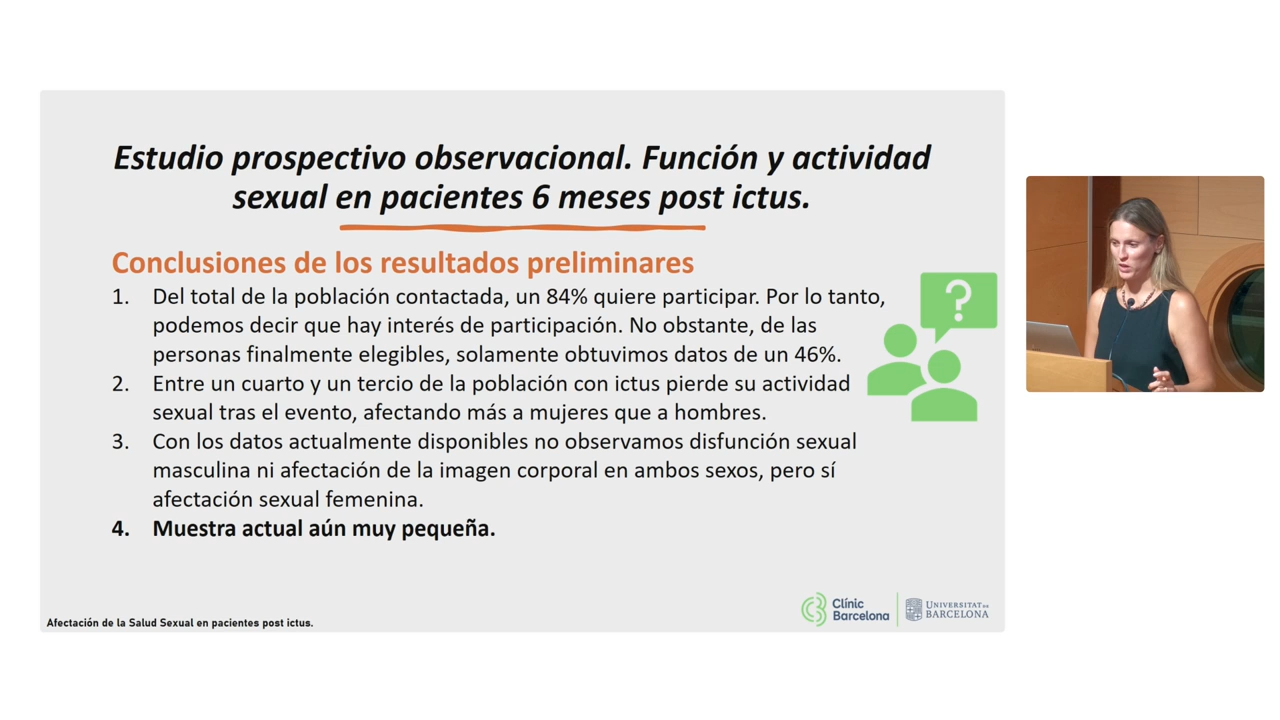 Estudio prospectivo observacional. Función y actividad
sexual en pacientes 6 meses post ictus.
Conclusiones de los resultados preliminares
1. Del total de la población contactada, un 84% quiere participar. Por lo tanto,
podemos decir que hay interés de participación. No obstante, de las
personas finalmente elegibles, solamente obtuvimos datos de un 46%.
2. Entre un cuarto y un tercio de la población con ictus pierde su actividad
sexual tras el evento, afectando más a mujeres que a hombres.
3. Con los datos actualmente disponibles no observamos disfunción sexual
masculina ni afectación de la imagen corporal en ambos sexos, pero sí
afectación sexual femenina.
4. Muestra actual aún muy pequeña.
?
Afectación de la Salud Sexual en pacientes post ictus.
Clínic
Barcelona
UNIVERSITAT DE
BARCELONA